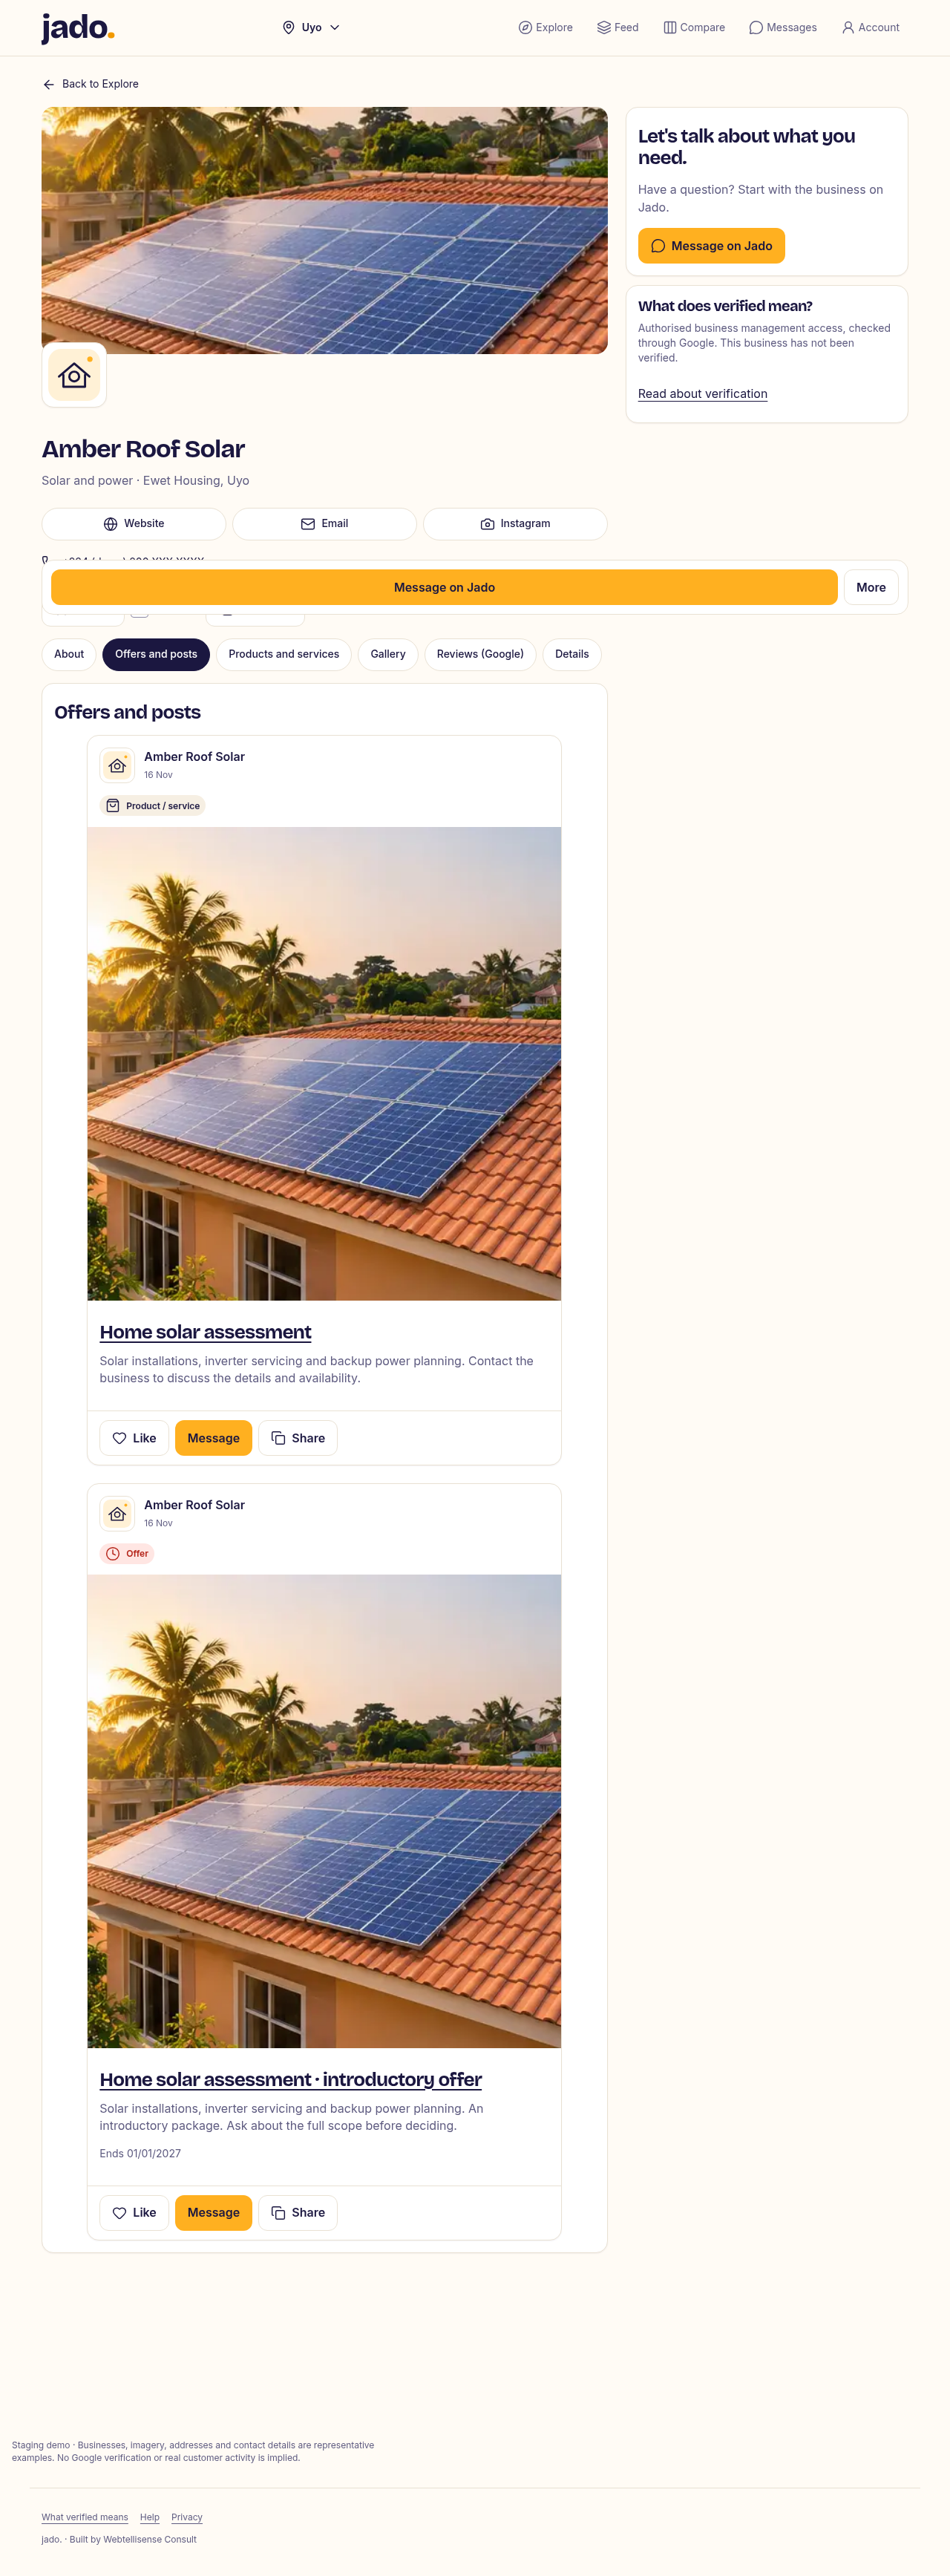 jado.
Uyo
Explore
Feed
Compare
Messages
Account
Back to Explore
Let's talk about what you
need.
Have a question? Start with the business on
Jado.
Message on Jado
What does verified mean?
Authorised business management access, checked
through Google. This business has not been
verified.
Read about verification
Amber Roof Solar
Solar and power · Ewet Housing, Uyo
Website
Email
Instagram
Message on Jado
More
About
Offers and posts
Products and services
Gallery
Reviews (Google)
Details
Offers and posts
Amber Roof Solar
16 Nov
Product / service
Home solar assessment
Solar installations, inverter servicing and backup power planning. Contact the
business to discuss the details and availability.
Like
Message
Share
Amber Roof Solar
16 Nov
Offer
Home solar assessment · introductory offer
Solar installations, inverter servicing and backup power planning. An
introductory package. Ask about the full scope before deciding.
Ends 01/01/2027
Like
Message
Share
Staging demo · Businesses, imagery, addresses and contact details are representative
examples. No Google verification or real customer activity is implied.
What verified means
Help
Privacy
jado. · Built by Webtellisense Consult